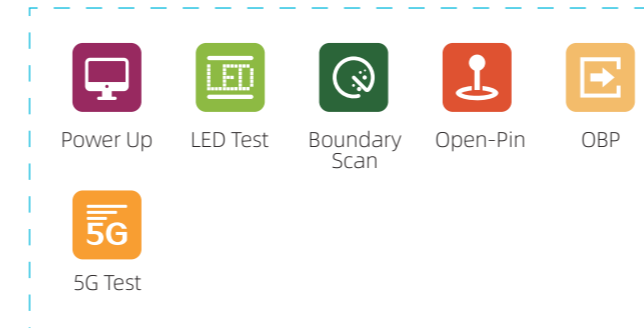 LED
Power Up
LED Test
Boundary
Scan
Open-Pin
OBP
5G
5G Test